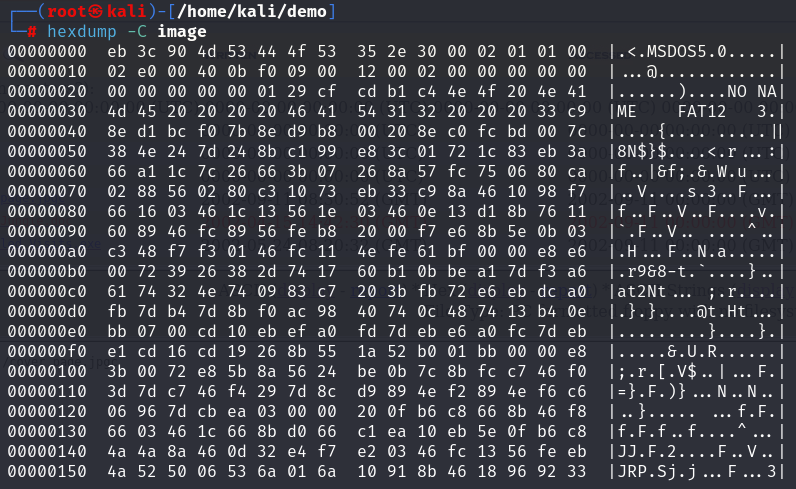 ┌──(root㉿kali)-[/home/kali/demo]
└─# hexdump -C image
00000000  eb 3c 90 4d 53 44 4f 53  35 2e 30 00 02 01 01 00  |.<.MSDOS5.0.....|
00000010  02 e0 00 40 0b f0 09 00  12 00 02 00 00 00 00 00  |...@............|
00000020  00 00 00 00 00 01 29 cf  cd b1 c4 4e 4f 20 4e 41  |......)....NO NA|
00000030  4d 45 20 20 20 20 46 41  54 31 32 20 20 20 33 c9  |ME    FAT12   3.|
00000040  8e d1 bc f0 7b 8e d9 b8  00 20 8e c0 fc bd 00 7c  |....{.... .....||
00000050  38 4e 24 7d 24 8b c1 99  e8 3c 01 72 1c 83 eb 3a  |8N$}$....<.r...:|
00000060  66 a1 1c 7c 26 66 3b 07  26 8a 57 fc 75 06 80 ca  |f..|&f;.&.W.u...|
00000070  02 88 56 02 80 c3 10 73  eb 33 c9 8a 46 10 98 f7  |..V....s.3..F...|
00000080  66 16 03 46 1c 13 56 1e  03 46 0e 13 d1 8b 76 11  |f..F..V..F....v.|
00000090  60 89 46 fc 89 56 fe b8  20 00 f7 e6 8b 5e 0b 03  |`.F..V.. ....^..|
000000a0  c3 48 f7 f3 01 46 fc 11  4e fe 61 bf 00 00 e8 e6  |.H...F..N.a.....|
000000b0  00 72 39 26 38 2d 74 17  60 b1 0b be a1 7d f3 a6  |.r9&8-t.`....}..|
000000c0  61 74 32 4e 74 09 83 c7  20 3b fb 72 e6 eb dc a0  |at2Nt... ;.r....|
000000d0  fb 7d b4 7d 8b f0 ac 98  40 74 0c 48 74 13 b4 0e  |.}.}....@t.Ht...|
000000e0  bb 07 00 cd 10 eb ef a0  fd 7d eb e6 a0 fc 7d eb  |.........}....}.|
000000f0  e1 cd 16 cd 19 26 8b 55  1a 52 b0 01 bb 00 00 e8  |.....&.U.R......|
00000100  3b 00 72 e8 5b 8a 56 24  be 0b 7c 8b fc c7 46 f0  |;.r.[.V$..|...F.|
00000110  3d 7d c7 46 f4 29 7d 8c  d9 89 4e f2 89 4e f6 c6  |=}.F.)}...N..N..|
00000120  06 96 7d cb ea 03 00 00  20 0f b6 c8 66 8b 46 f8  |..}..... ...f.F.|
00000130  66 03 46 1c 66 8b d0 66  c1 ea 10 eb 5e 0f b6 c8  |f.F.f..f....^...|
00000140  4a 4a 8a 46 0d 32 e4 f7  e2 03 46 fc 13 56 fe eb  |JJ.F.2....F..V..|
00000150  4a 52 50 06 53 6a 01 6a  10 91 8b 46 18 96 92 33  |JRP.Sj.j...F...3|